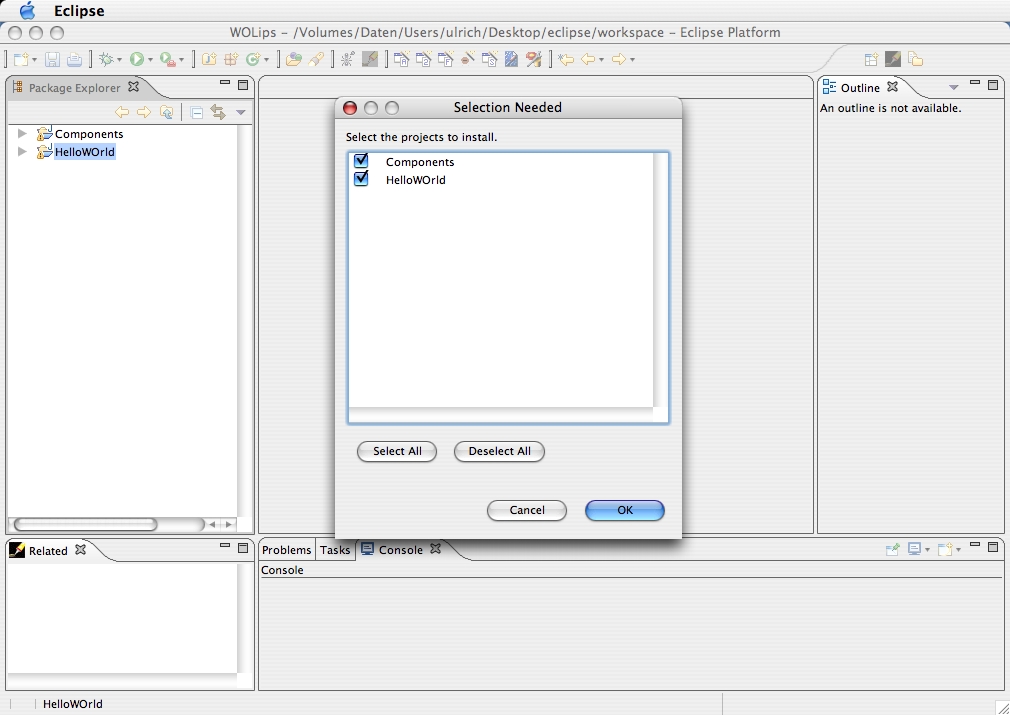 Eclipse
WOLips – /Volumes/Daten/Users/ulrich/Desktop/eclipse/workspace – Eclipse Platform
Package Explorer
Components
HelloWOrld
Selection Needed
Select the projects to install.
Components
HelloWOrld
Select All
Deselect All
Cancel
OK
Outline
An outline is not available.
Related
Problems
Tasks
Console
Console
HelloWOrld